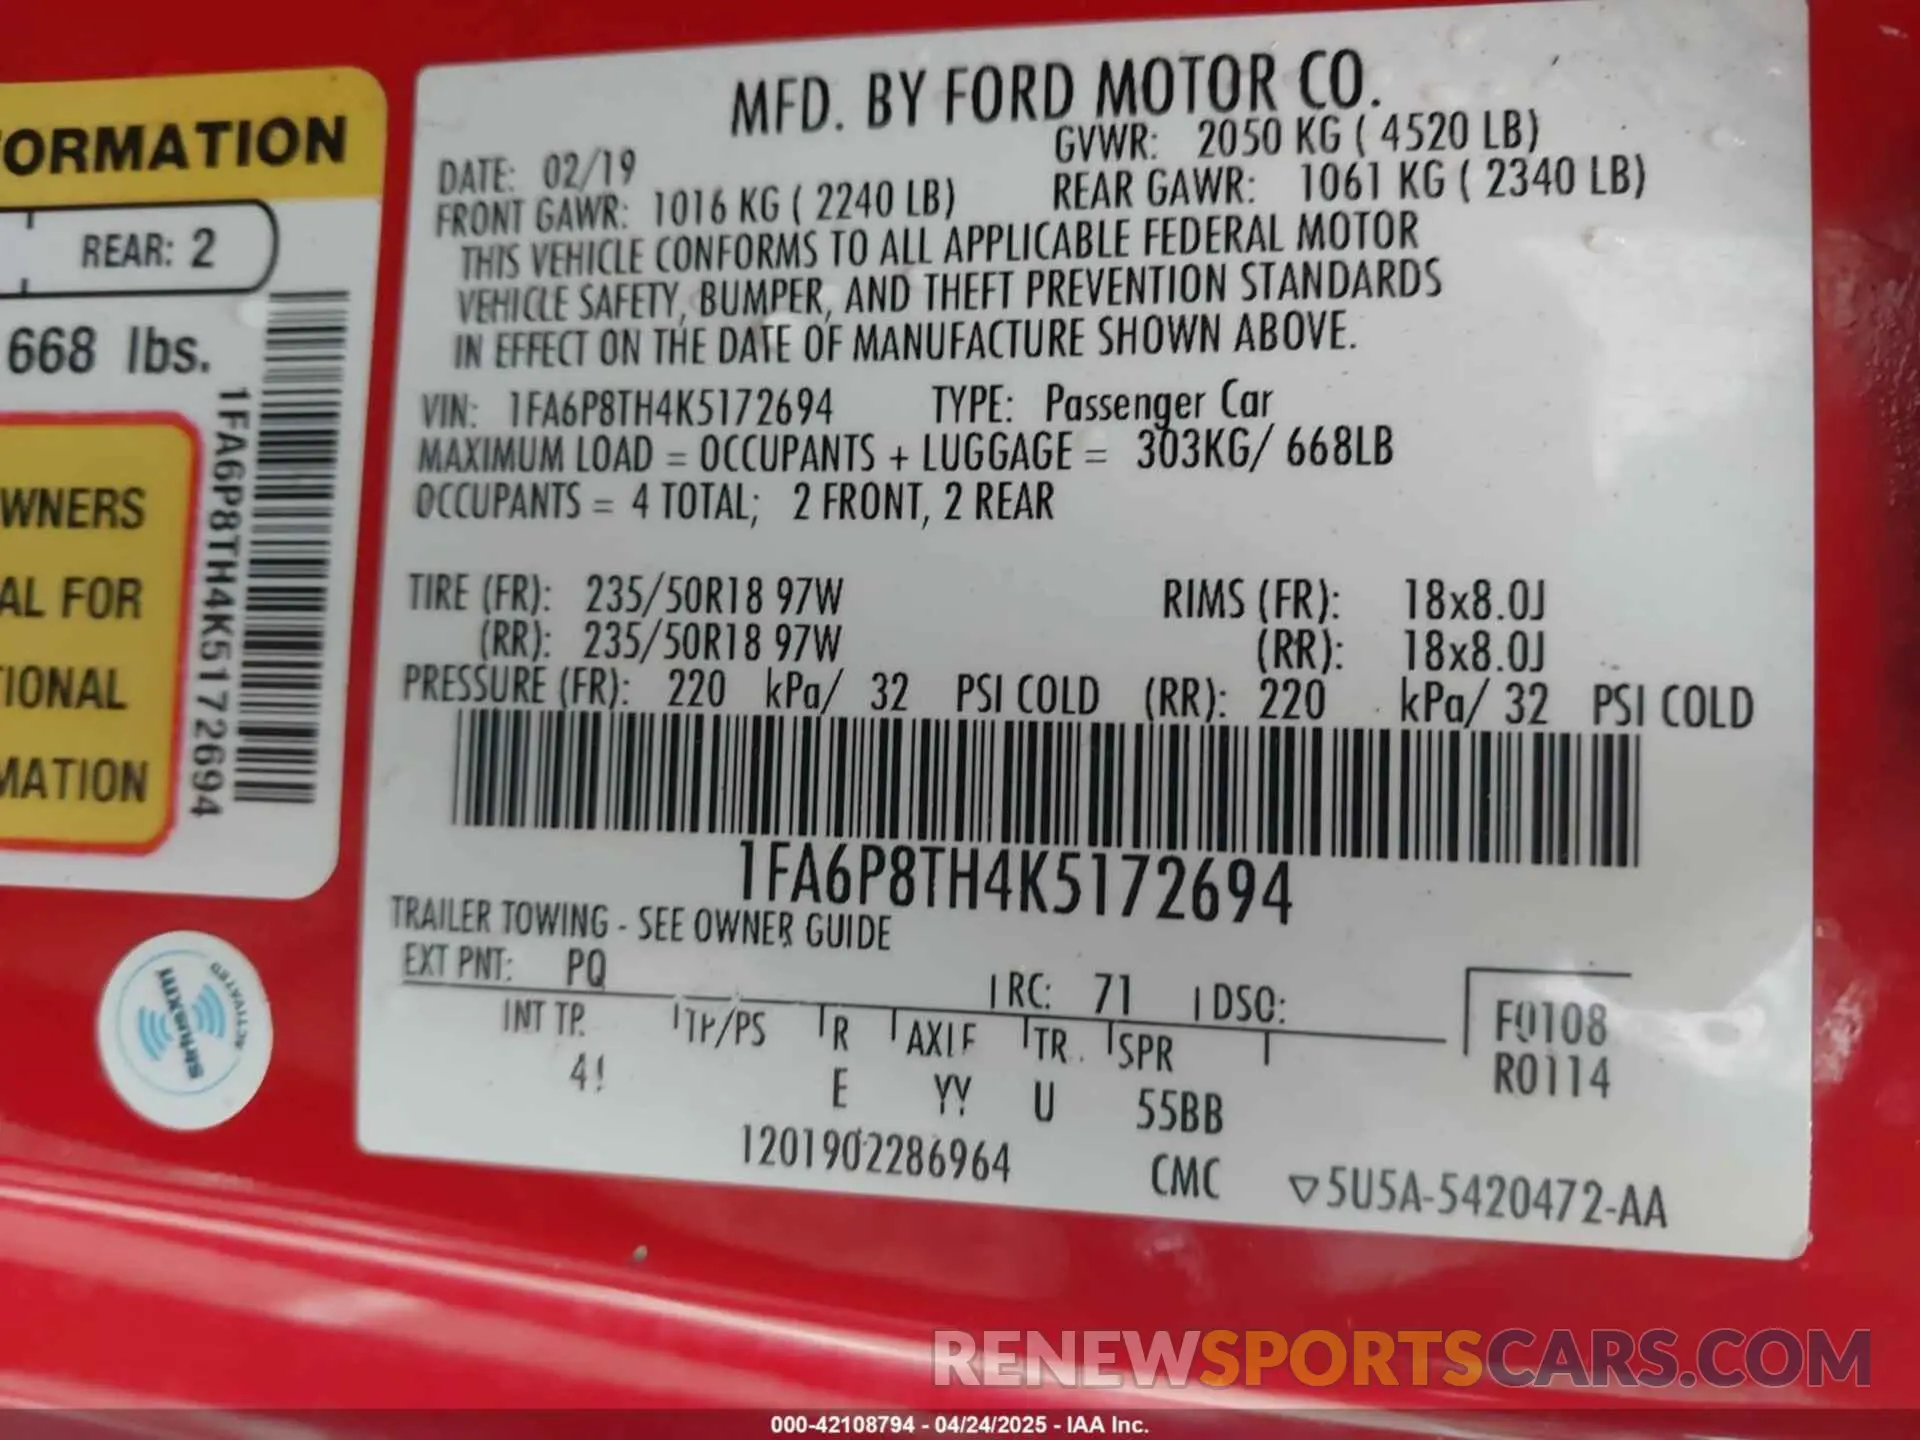 FORMATION
REAR: 2
668 lbs.
1FA6P8TH4K5172694
WNERS
AL FOR
IONAL
MATION
SiriusXM
ACTIVATED
MFD. BY FORD MOTOR CO.
DATE: 02/19
GVWR: 2050 KG ( 4520 LB)
FRONT GAWR: 1016 KG ( 2240 LB)
REAR GAWR: 1061 KG ( 2340 LB)
THIS VEHICLE CONFORMS TO ALL APPLICABLE FEDERAL MOTOR
VEHICLE SAFETY, BUMPER, AND THEFT PREVENTION STANDARDS
IN EFFECT ON THE DATE OF MANUFACTURE SHOWN ABOVE.
VIN: 1FA6P8TH4K5172694 TYPE: Passenger Car
MAXIMUM LOAD = OCCUPANTS + LUGGAGE = 303KG/ 668LB
OCCUPANTS = 4 TOTAL; 2 FRONT, 2 REAR
TIRE (FR): 235/50R18 97W RIMS (FR): 18x8.0J
(RR): 235/50R18 97W (RR): 18x8.0J
PRESSURE (FR): 220 kPa/ 32 PSI COLD (RR): 220 kPa/ 32 PSI COLD
1FA6P8TH4K5172694
TRAILER TOWING - SEE OWNER GUIDE
EXT PNT: PQ RC: 71 DSO:
INT TP. TP/PS R AXLE TR. SPR
4! E YY U 55BB
F0108
R0114
1201902286964 CMC ▽5U5A-5420472-AA
RENEWSPORTSCARS.COM
000-42108794 - 04/24/2025 - IAA Inc.